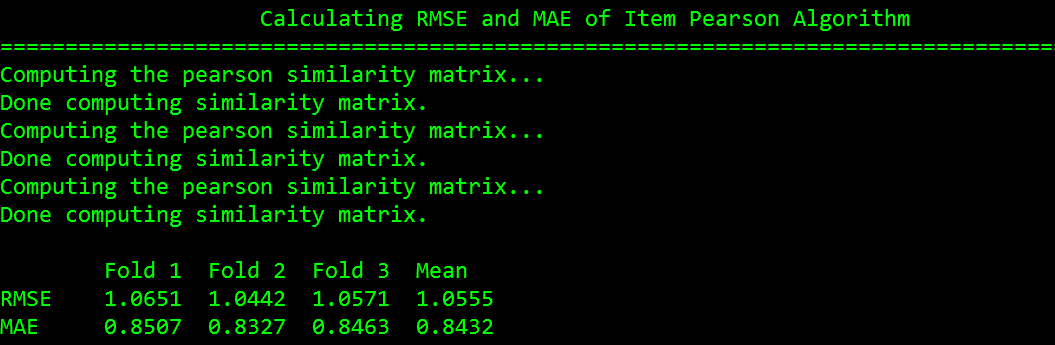 Calculating RMSE and MAE of Item Pearson Algorithm
=================================================================================
Computing the pearson similarity matrix...
Done computing similarity matrix.
Computing the pearson similarity matrix...
Done computing similarity matrix.
Computing the pearson similarity matrix...
Done computing similarity matrix.
Fold 1 Fold 2 Fold 3 Mean
RMSE 1.0651 1.0442 1.0571 1.0555
MAE 0.8507 0.8327 0.8463 0.8432